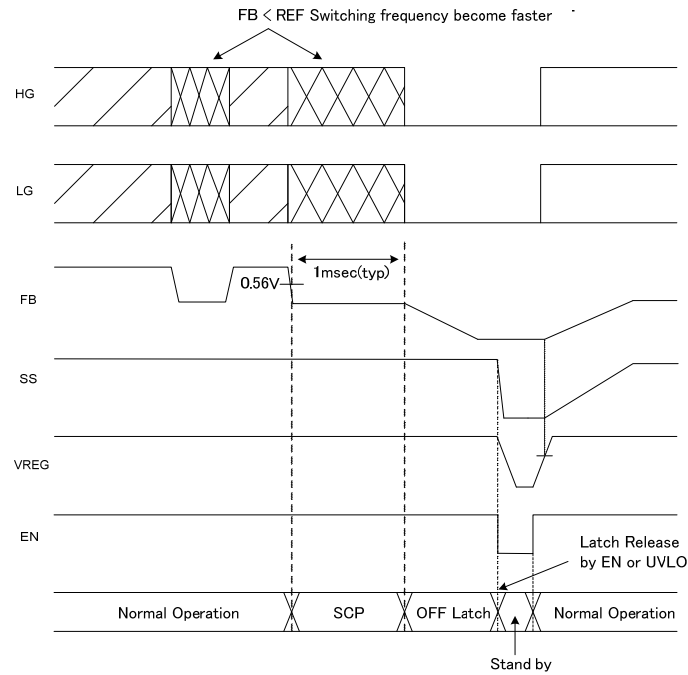 FB < REF Switching frequency become faster
HG
LG
FB
0.56V
1msec(typ)
SS
VREG
EN
Latch Release
by EN or UVLO
Normal Operation
SCP
OFF Latch
Normal Operation
Stand by